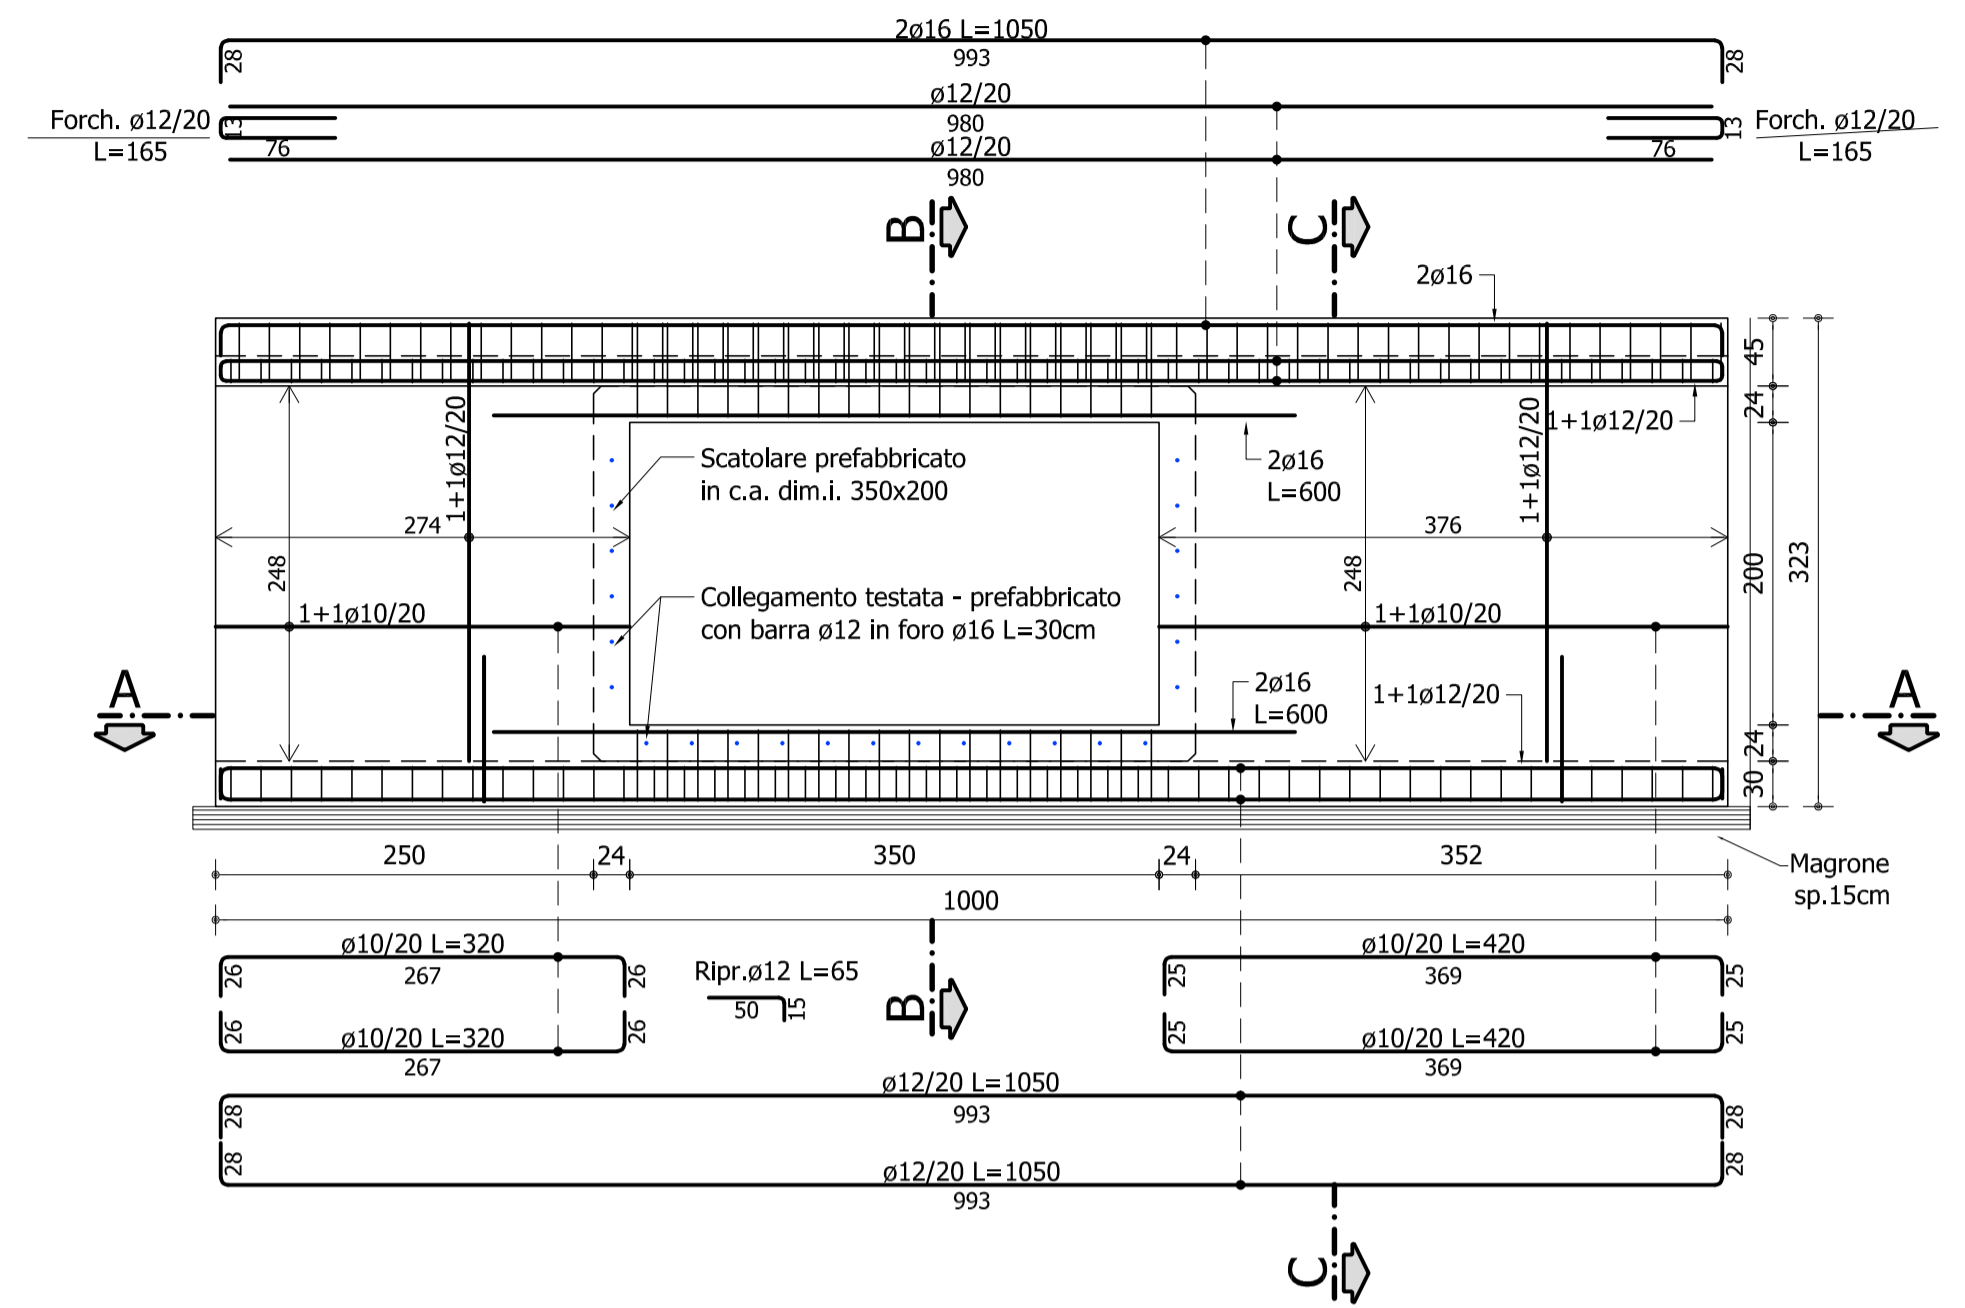 2ø16 L=1050
993
28
28
ø12/20
980
ø12/20
980
Forch. ø12/20
L=165
13
76
13
76
Forch. ø12/20
L=165
B
C
2ø16
45
24
200
24
30
323
1+1ø12/20
1+1ø12/20
1+1ø12/20
2ø16
L=600
Scatolare prefabbricato
in c.a. dim.i. 350x200
274
376
248
248
Collegamento testata - prefabbricato
con barra ø12 in foro ø16 L=30cm
1+1ø10/20
1+1ø10/20
A
A
2ø16
L=600
1+1ø12/20
250
24
350
24
352
1000
Magrone
sp.15cm
ø10/20 L=320
267
26
26
26
26
ø10/20 L=320
267
Ripr.ø12 L=65
50
15
B
ø10/20 L=420
369
25
25
25
25
ø10/20 L=420
369
ø12/20 L=1050
993
28
28
28
28
ø12/20 L=1050
993
C